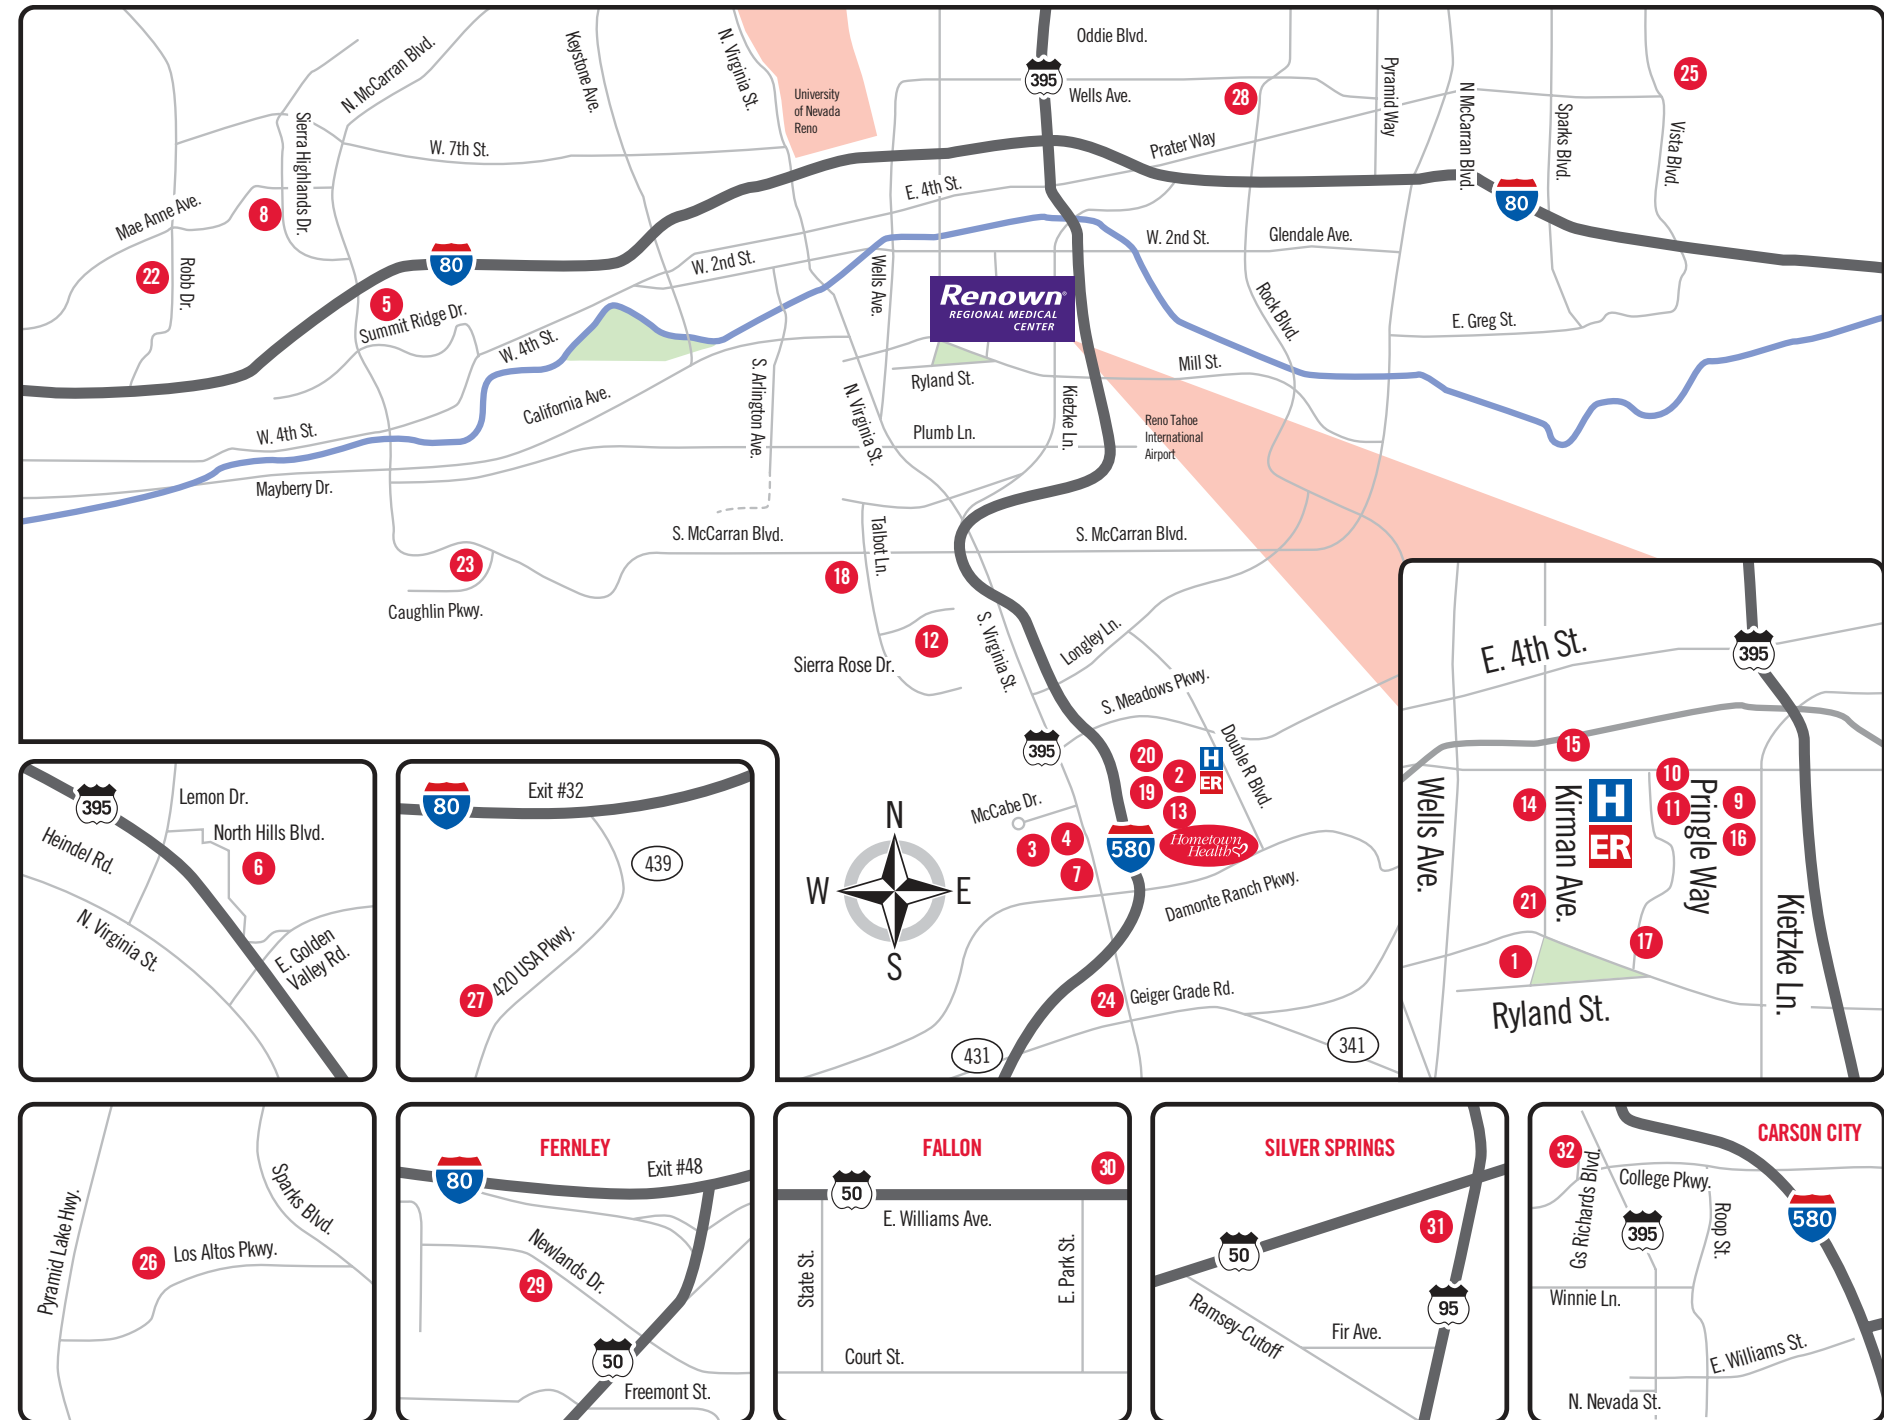 Oddie Blvd.
395
Wells Ave.
28
25
N. McCarran Blvd.
Keystone Ave.
N. Virginia St.
University
of Nevada
Reno
Pyramid Way
N McCarran Blvd.
Sparks Blvd.
Vista Blvd.
Sierra Highlands Dr.
W. 7th St.
Prater Way
E. 4th St.
80
Mae Anne Ave.
8
22
Robb Dr.
80
5
Summit Ridge Dr.
W. 2nd St.
W. 2nd St.
Glendale Ave.
Wells Ave.
Renown®
REGIONAL MEDICAL
CENTER
Rock Blvd.
E. Greg St.
W. 4th St.
Mill St.
Ryland St.
S. Arlington Ave.
N. Virginia St.
Kietzke Ln.
California Ave.
W. 4th St.
Plumb Ln.
Reno Tahoe
International
Airport
Mayberry Dr.
S. McCarran Blvd.
Talbot Ln.
S. McCarran Blvd.
23
18
Caughlin Pkwy.
12
Sierra Rose Dr.
S. Virginia St.
Longley Ln.
S. Meadows Pkwy.
Double R Blvd.
395
20
2
H
ER
19
13
McCabe Dr.
3
4
7
580
Hometown
Health
Damonte Ranch Pkwy.
N
W
E
S
24
Geiger Grade Rd.
431
341
E. 4th St.
395
15
Wells Ave.
14
Kirman Ave.
H
ER
10
11
Pringle Way
9
16
21
17
1
Kietzke Ln.
Ryland St.
395
Lemon Dr.
North Hills Blvd.
Heindel Rd.
6
N. Virginia St.
E. Golden
Valley Rd.
80
Exit #32
439
27
420 USA Pkwy.
Pyramid Lake Hwy.
Sparks Blvd.
26
Los Altos Pkwy.
FERNLEY
80
Exit #48
Newlands Dr.
29
50
Freemont St.
FALLON
30
50
E. Williams Ave.
State St.
E. Park St.
Court St.
SILVER SPRINGS
31
50
95
Ramsey-Cutoff
Fir Ave.
CARSON CITY
32
Gs Richards Blvd.
College Pkwy.
395
Roop St.
580
Winnie Ln.
E. Williams St.
N. Nevada St.